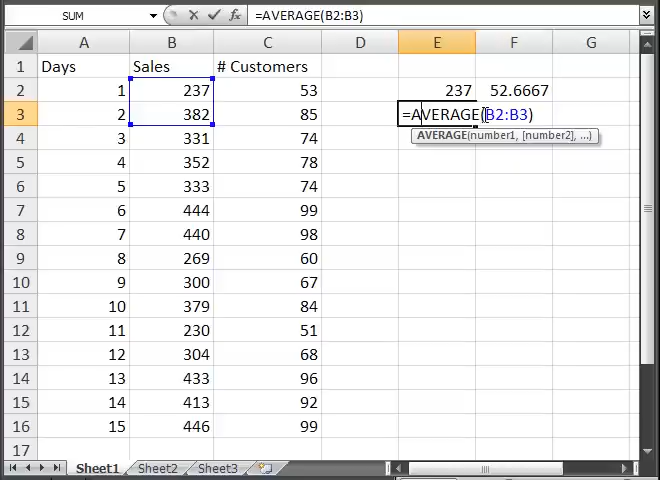 SUM =AVERAGE(B2:B3)
A B C D E F G
1 Days Sales # Customers
2 1 237 53 237 52.6667
3 2 382 85 =AVERAGE(B2:B3)
AVERAGE(number1, [number2], ...)
4 3 331 74
5 4 352 78
6 5 333 74
7 6 444 99
8 7 440 98
9 8 269 60
10 9 300 67
11 10 379 84
12 11 230 51
13 12 304 68
14 13 433 96
15 14 413 92
16 15 446 99
17
Sheet1 Sheet2 Sheet3